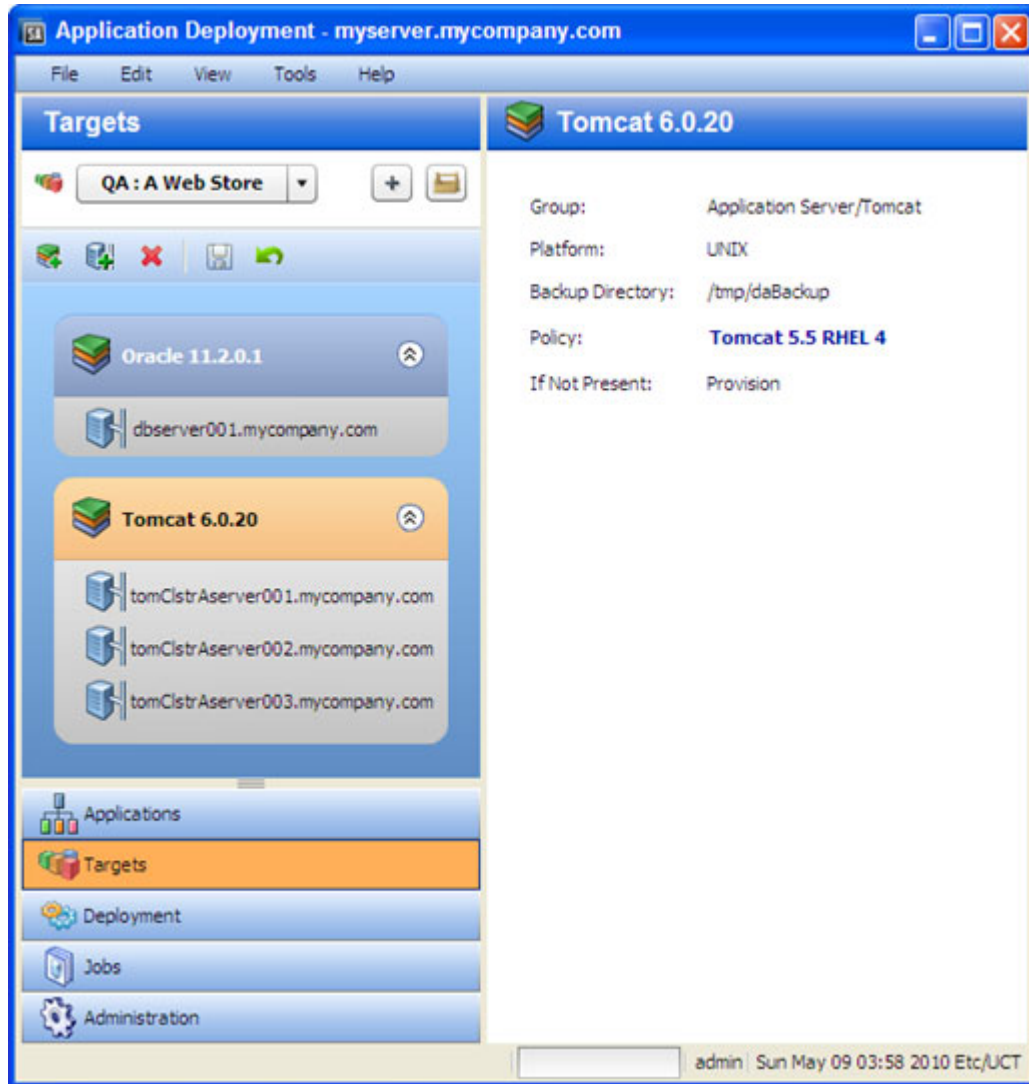 Application Deployment - myserver.mycompany.com
File Edit View Tools Help
Targets
QA : A Web Store
Oracle 11.2.0.1
dbserver001.mycompany.com
Tomcat 6.0.20
tomClstrAserver001.mycompany.com
tomClstrAserver002.mycompany.com
tomClstrAserver003.mycompany.com
Applications
Targets
Deployment
Jobs
Administration
Tomcat 6.0.20
Group: Application Server/Tomcat
Platform: UNIX
Backup Directory: /tmp/daBackup
Policy: Tomcat 5.5 RHEL 4
If Not Present: Provision
admin Sun May 09 03:58 2010 Etc/UCT